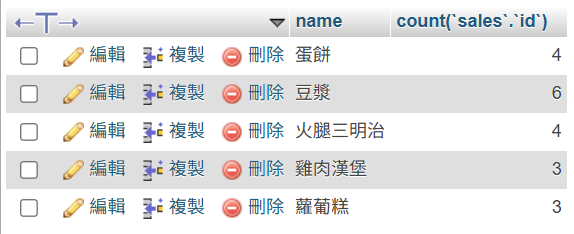 name count(`sales`.`id`)
編輯 複製 刪除 蛋餅 4
編輯 複製 刪除 豆漿 6
編輯 複製 刪除 火腿三明治 4
編輯 複製 刪除 雞肉漢堡 3
編輯 複製 刪除 蘿蔔糕 3